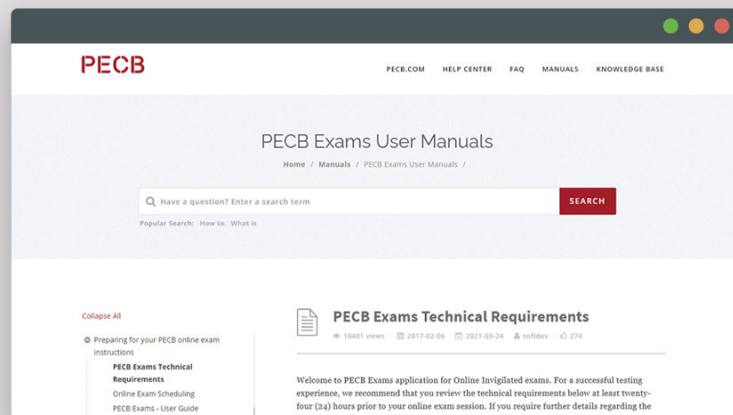 PECB
PECB.COM HELP CENTER FAQ MANUALS KNOWLEDGE BASE
PECB Exams User Manuals
Home / Manuals / PECB Exams User Manuals /
Have a question? Enter a search term
SEARCH
Popular Search: How to. What is
Collapse All
Preparing for your PECB online exam
instructions
PECB Exams Technical
Requirements
Online Exam Scheduling
PECB Exams - User Guide
PECB Exams Technical Requirements
10481 views 2017-02-06 2021-03-24 softdev 274
Welcome to PECB Exams application for Online Invigilated exams. For a successful testing
experience, we recommend that you review the technical requirements below at least twenty-
four (24) hours prior to your online exam session. If you require further details regarding the